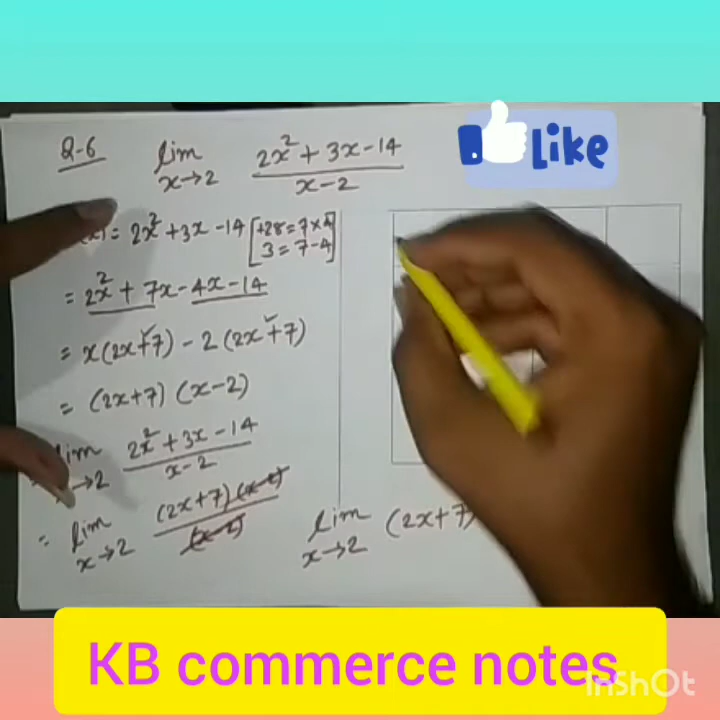 Q-6 lim x→2 2x² + 3x - 14 / x - 2
Like
(x) = 2x² + 3x - 14 [+28 = 7×4
3 = 7-4]
= 2x² + 7x - 4x - 14
= x(2x+7) - 2(2x+7)
= (2x+7) (x-2)
lim x→2 2x² + 3x - 14 / x-2
= lim x→2 (2x+7)(x-2) / (x-2)
lim x→2 (2x+7)
KB commerce notes
InShOt